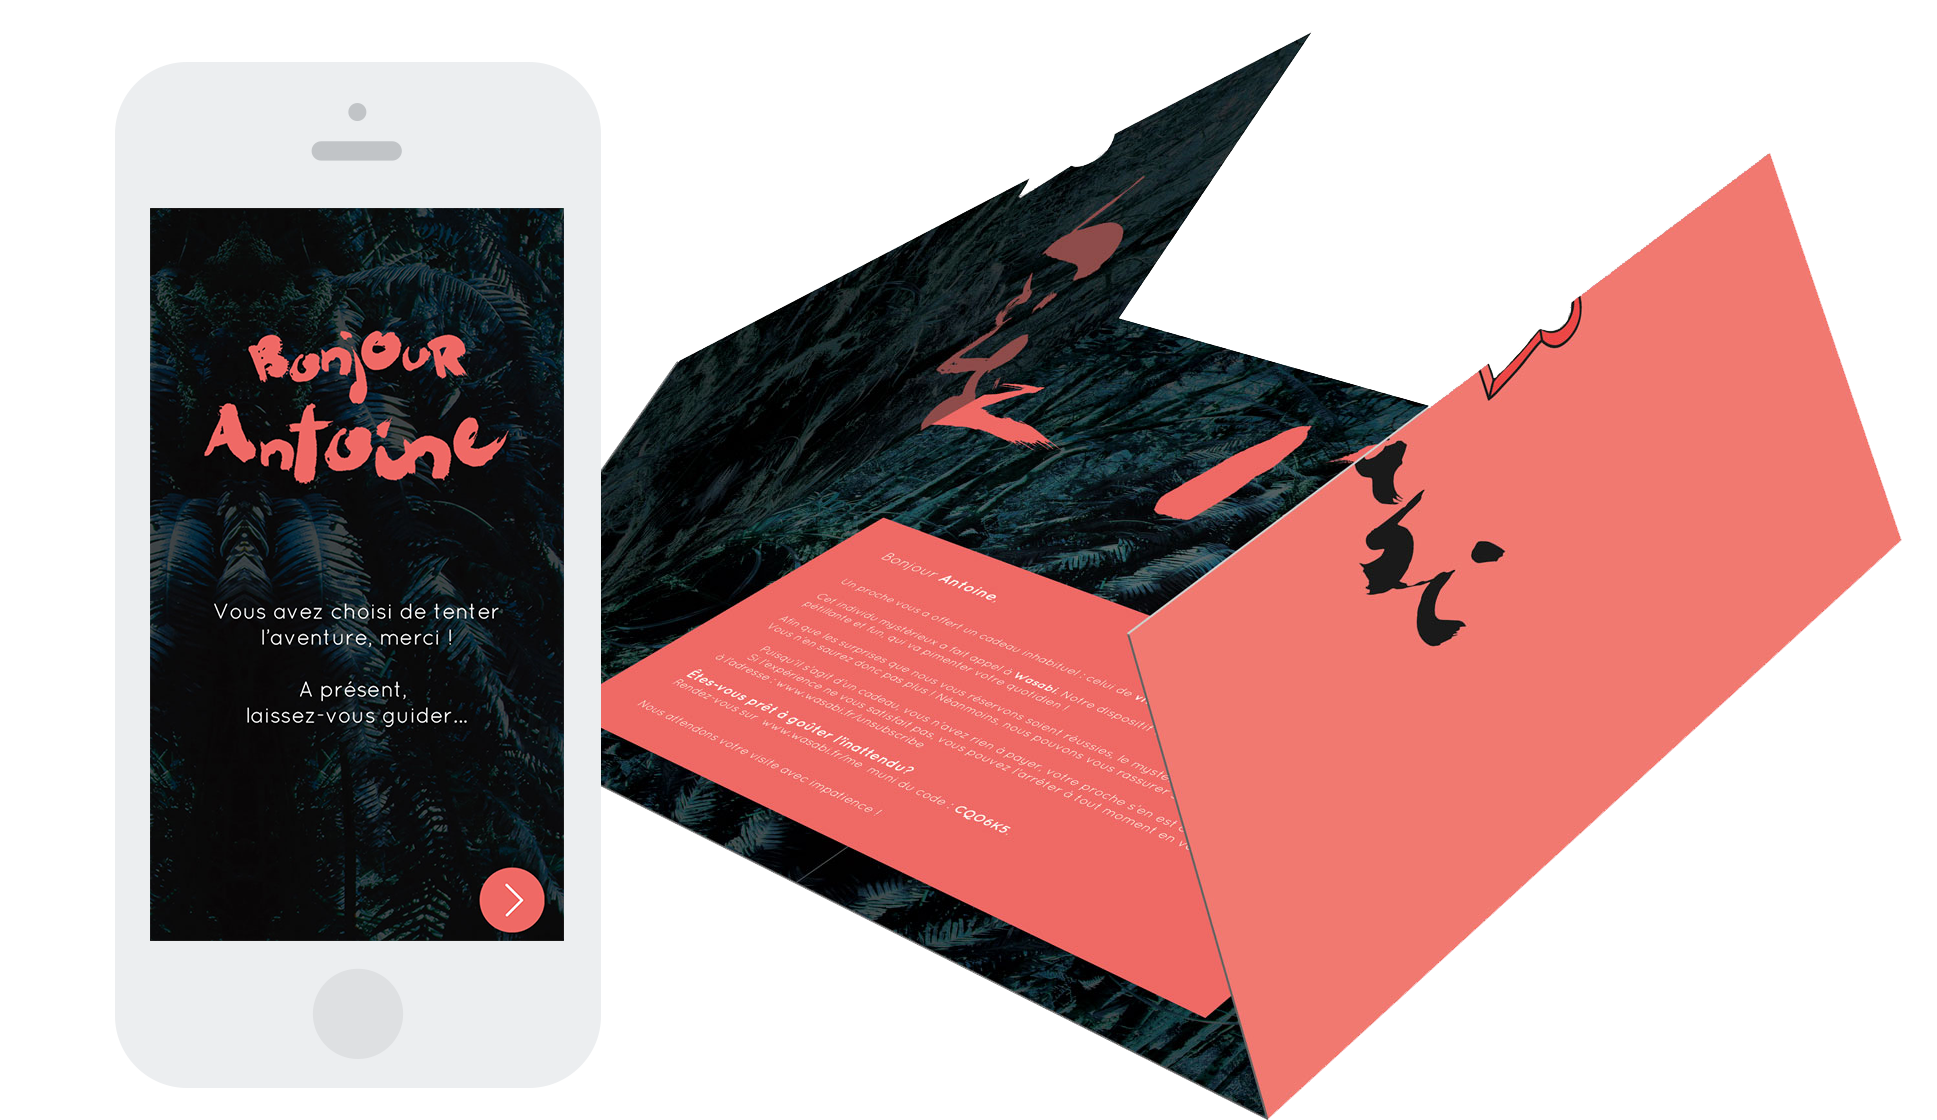 Bonjour
Antoine
Vous avez choisi de tenter
l'aventure, merci !
A présent,
laissez-vous guider...
Bonjour Antoine.
Un proche vous a offert un cadeau inhabituel : celui de
Cet individu mystérieux a fait appel à Wasabi. Notre dispositif
pétillante et fun, qui va pimenter votre quotidien !
Afin que les surprises que nous vous réservons soient réussies, le
Vous n'en saurez donc pas plus ! Néanmoins, nous pouvons vous rassurer
Puisqu'il s'agit d'un cadeau, vous n'avez rien à payer, votre proche s'en est
Si l'expérience ne vous satisfait pas, vous pouvez l'arrêter à tout moment en
à l'adresse : www.wasabi.fr/unsubscribe
Êtes-vous prêt à goûter l'inattendu?
Rendez-vous sur www.wasabi.fr/me muni du code : CQO6K5.
Nous attendons votre visite avec impatience !